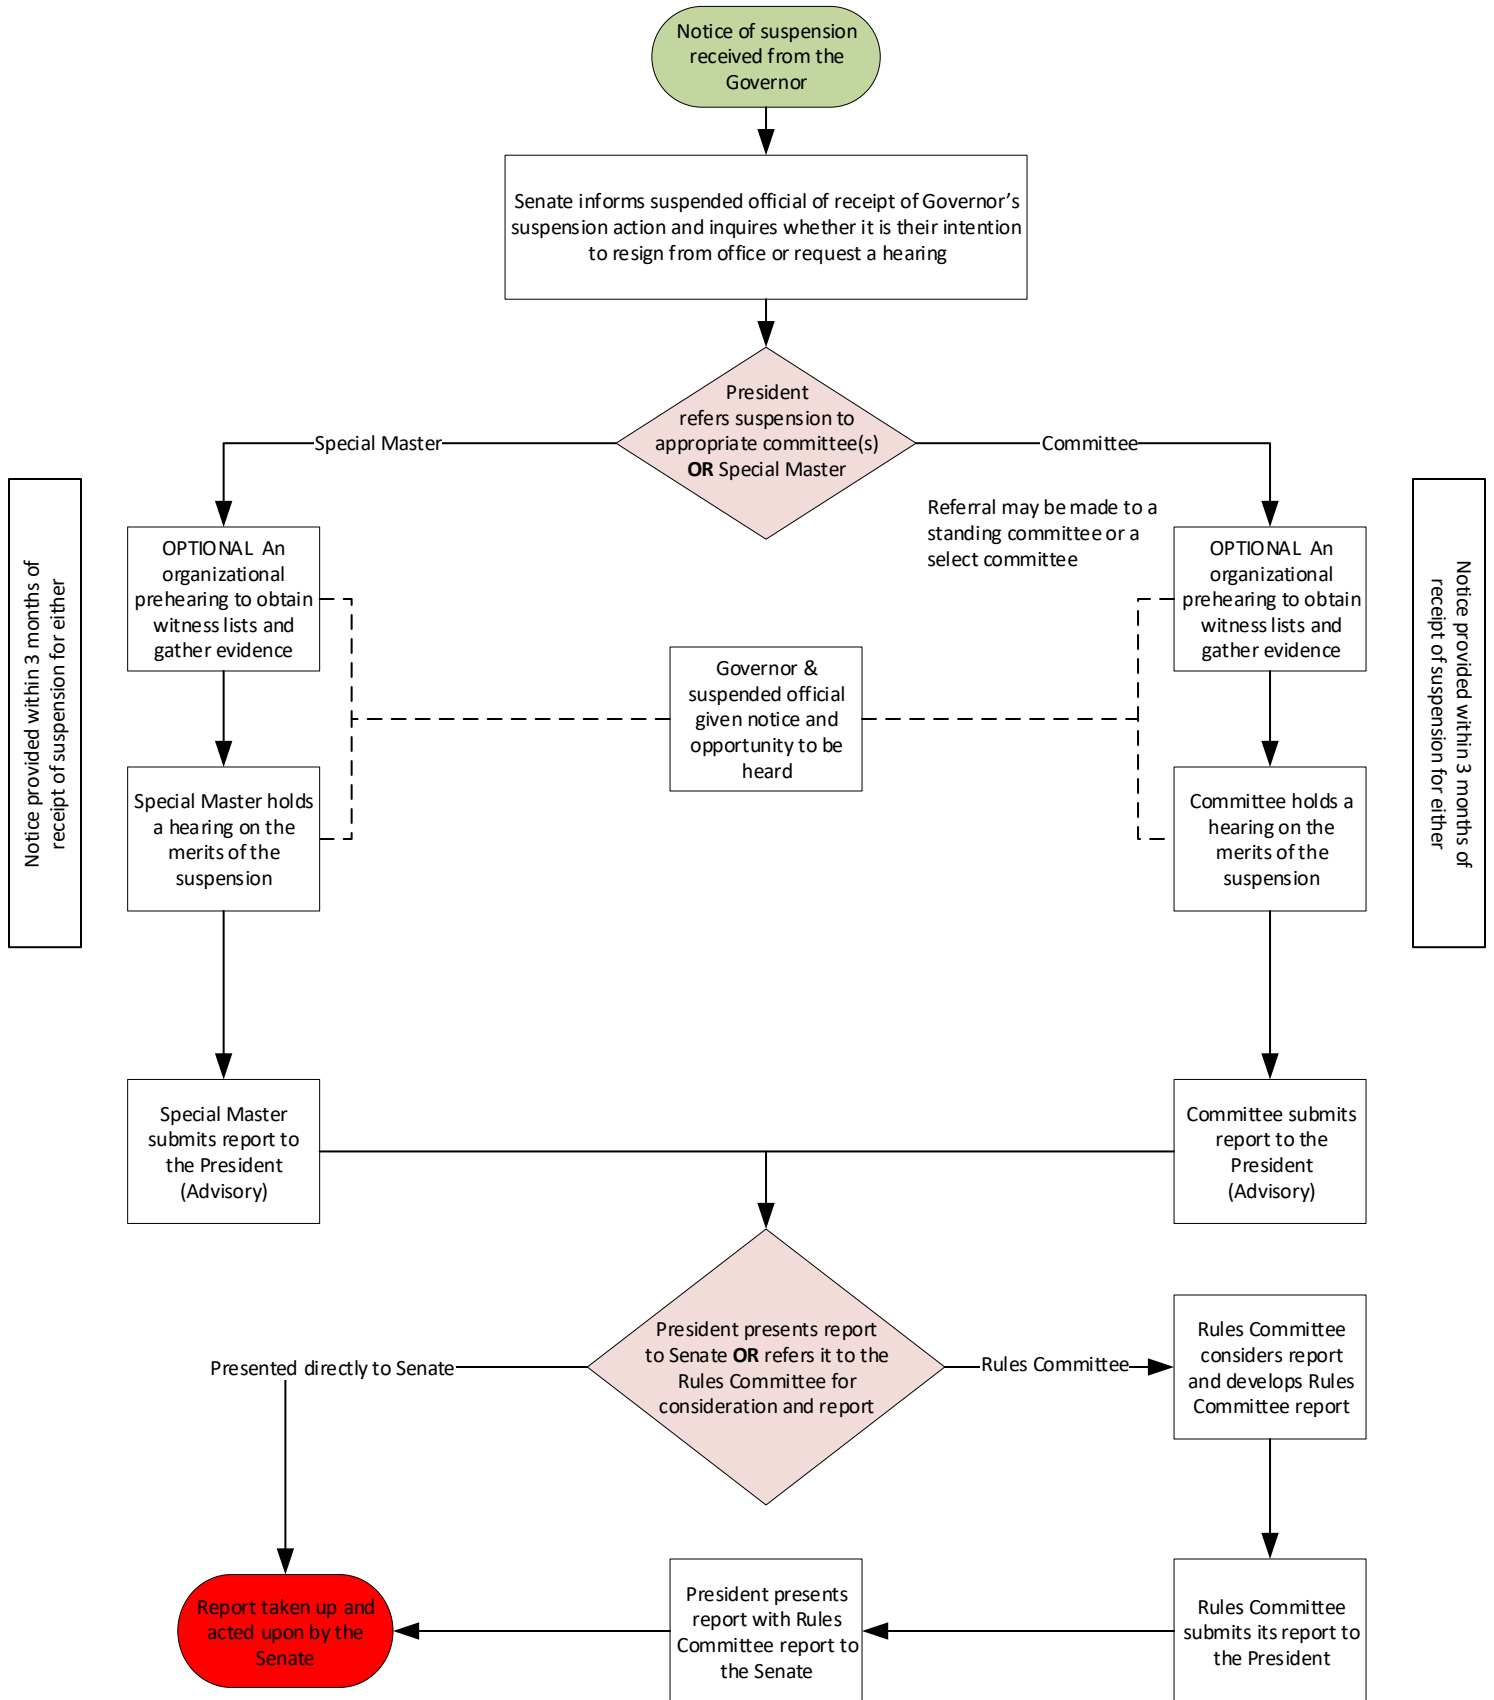 Notice of suspension
received from the
Governor
Senate informs suspended official of receipt of Governor’s
suspension action and inquires whether it is their intention
to resign from office or request a hearing
President
refers suspension to
appropriate committee(s)
OR Special Master
Special Master
Committee
Referral may be made to a
standing committee or a
select committee
Notice provided within 3 months of
receipt of suspension for either
OPTIONAL An
organizational
prehearing to obtain
witness lists and
gather evidence
Governor &
suspended official
given notice and
opportunity to be
heard
OPTIONAL An
organizational
prehearing to obtain
witness lists and
gather evidence
Notice provided within 3 months of
receipt of suspension for either
Special Master holds
a hearing on the
merits of the
suspension
Committee holds a
hearing on the
merits of the
suspension
Special Master
submits report to
the President
(Advisory)
Committee submits
report to the
President
(Advisory)
President presents report
to Senate OR refers it to the
Rules Committee for
consideration and report
Presented directly to Senate
Rules Committee
Rules Committee
considers report
and develops Rules
Committee report
Report taken up and
acted upon by the
Senate
President presents
report with Rules
Committee report to
the Senate
Rules Committee
submits its report to
the President